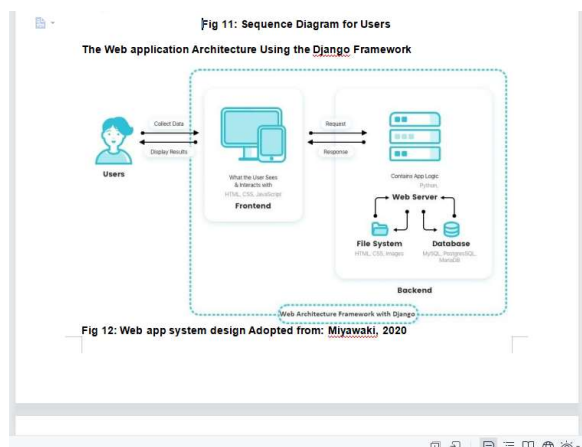 Fig 11: Sequence Diagram for Users
The Web application Architecture Using the Django Framework
Collect Data
Display Results
Users
What the User Sees
& Interacts with
HTML, CSS, JavaScript
Frontend
Request
Response
Contains App Logic
Python,
Web Server
File System
HTML, CSS, Images
Database
MySQL, PostgreSQL,
MariaDB
Backend
Web Architecture Framework with Django
Fig 12: Web app system design Adopted from: Miyawaki, 2020